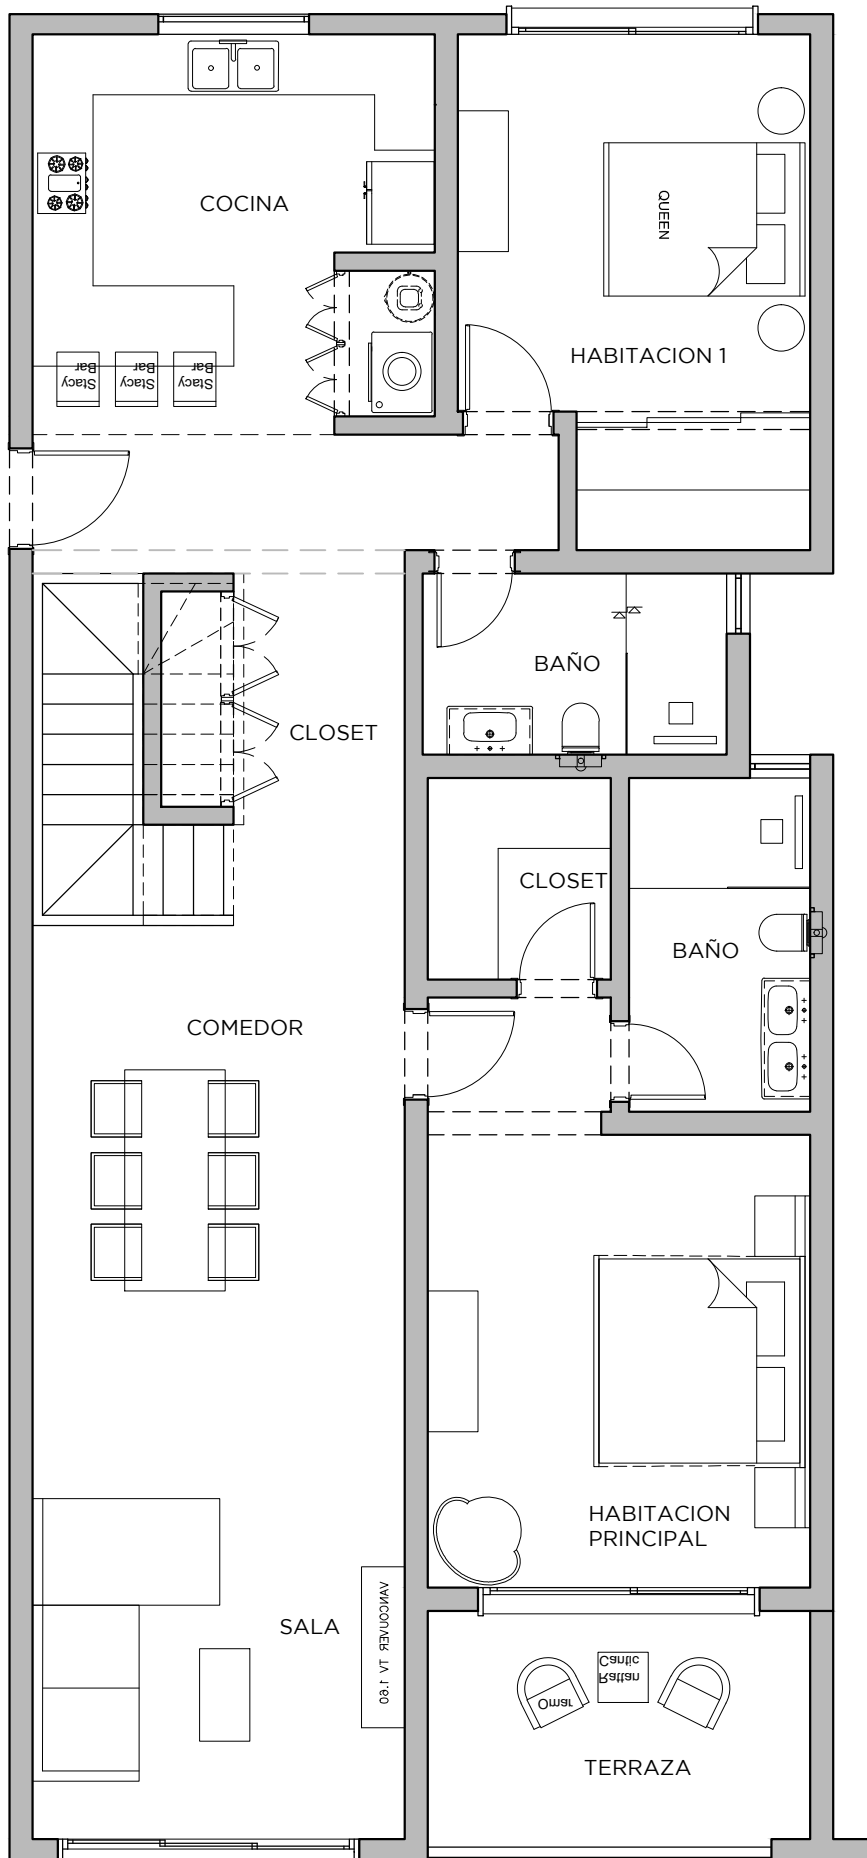 COCINA
QUEEN
HABITACION 1
Stacy
Bar
Stacy
Bar
Stacy
Bar
BAÑO
CLOSET
CLOSET
BAÑO
COMEDOR
HABITACION
PRINCIPAL
SALA
VANCOUVER TV 1.60
Omar
Rattan
Cantic
TERRAZA